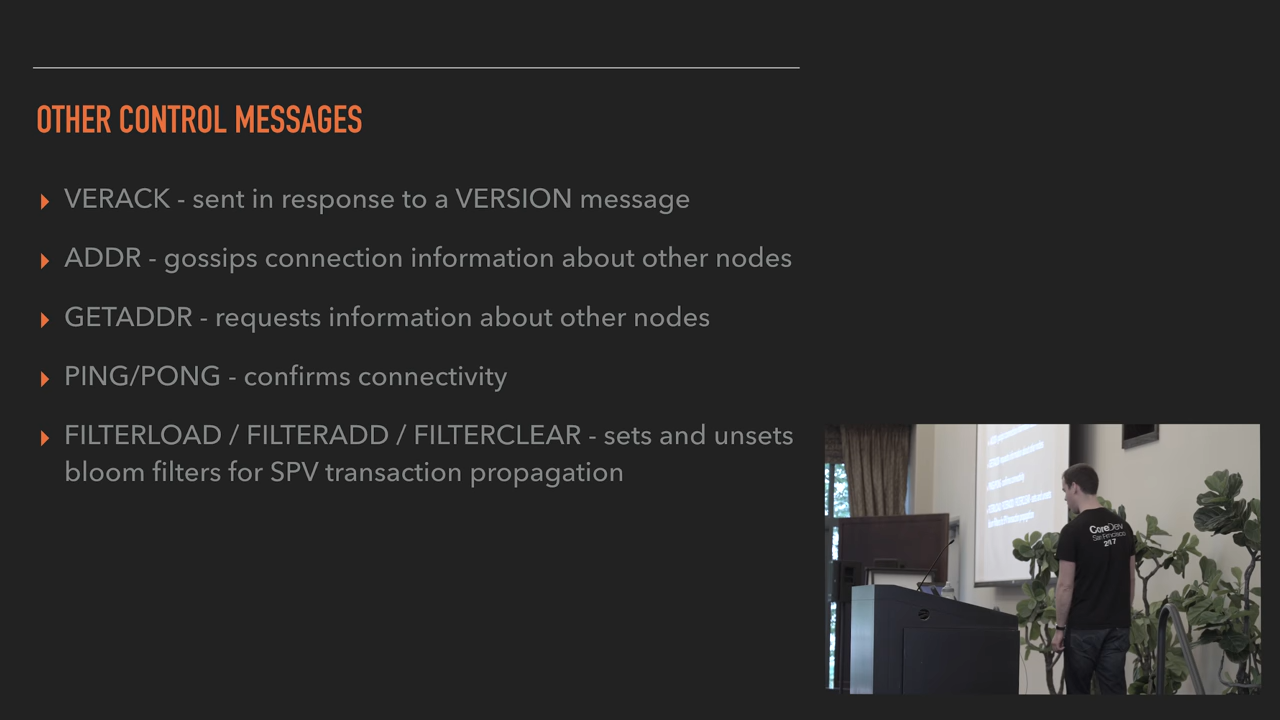 OTHER CONTROL MESSAGES
VERACK - sent in response to a VERSION message
ADDR - gossips connection information about other nodes
GETADDR - requests information about other nodes
PING/PONG - confirms connectivity
FILTERLOAD / FILTERADD / FILTERCLEAR - sets and unsets
bloom filters for SPV transaction propagation
CoreDev
San Francisco
2017